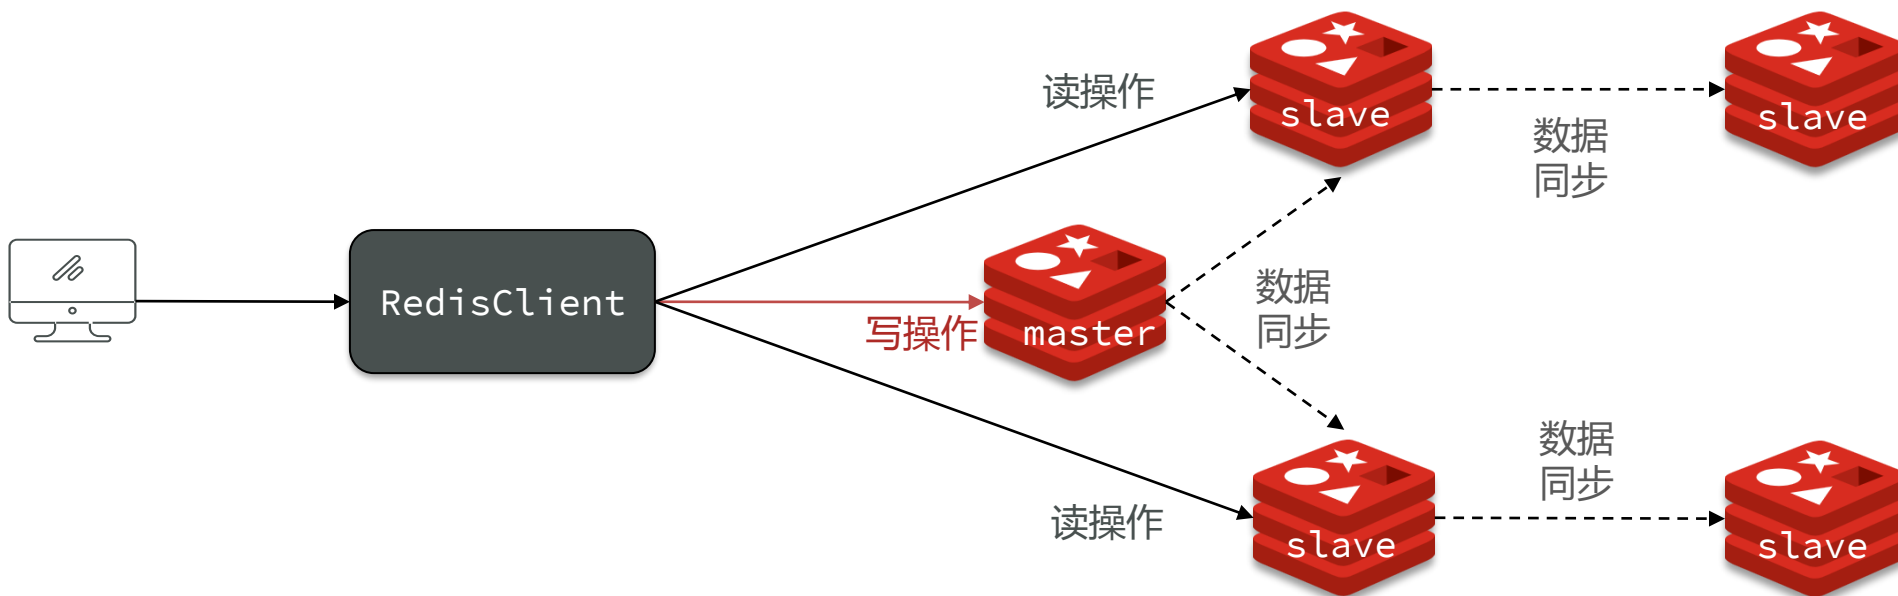 读操作
slave
slave
数据
同步
RedisClient
写操作
master
数据
同步
读操作
slave
数据
同步
slave